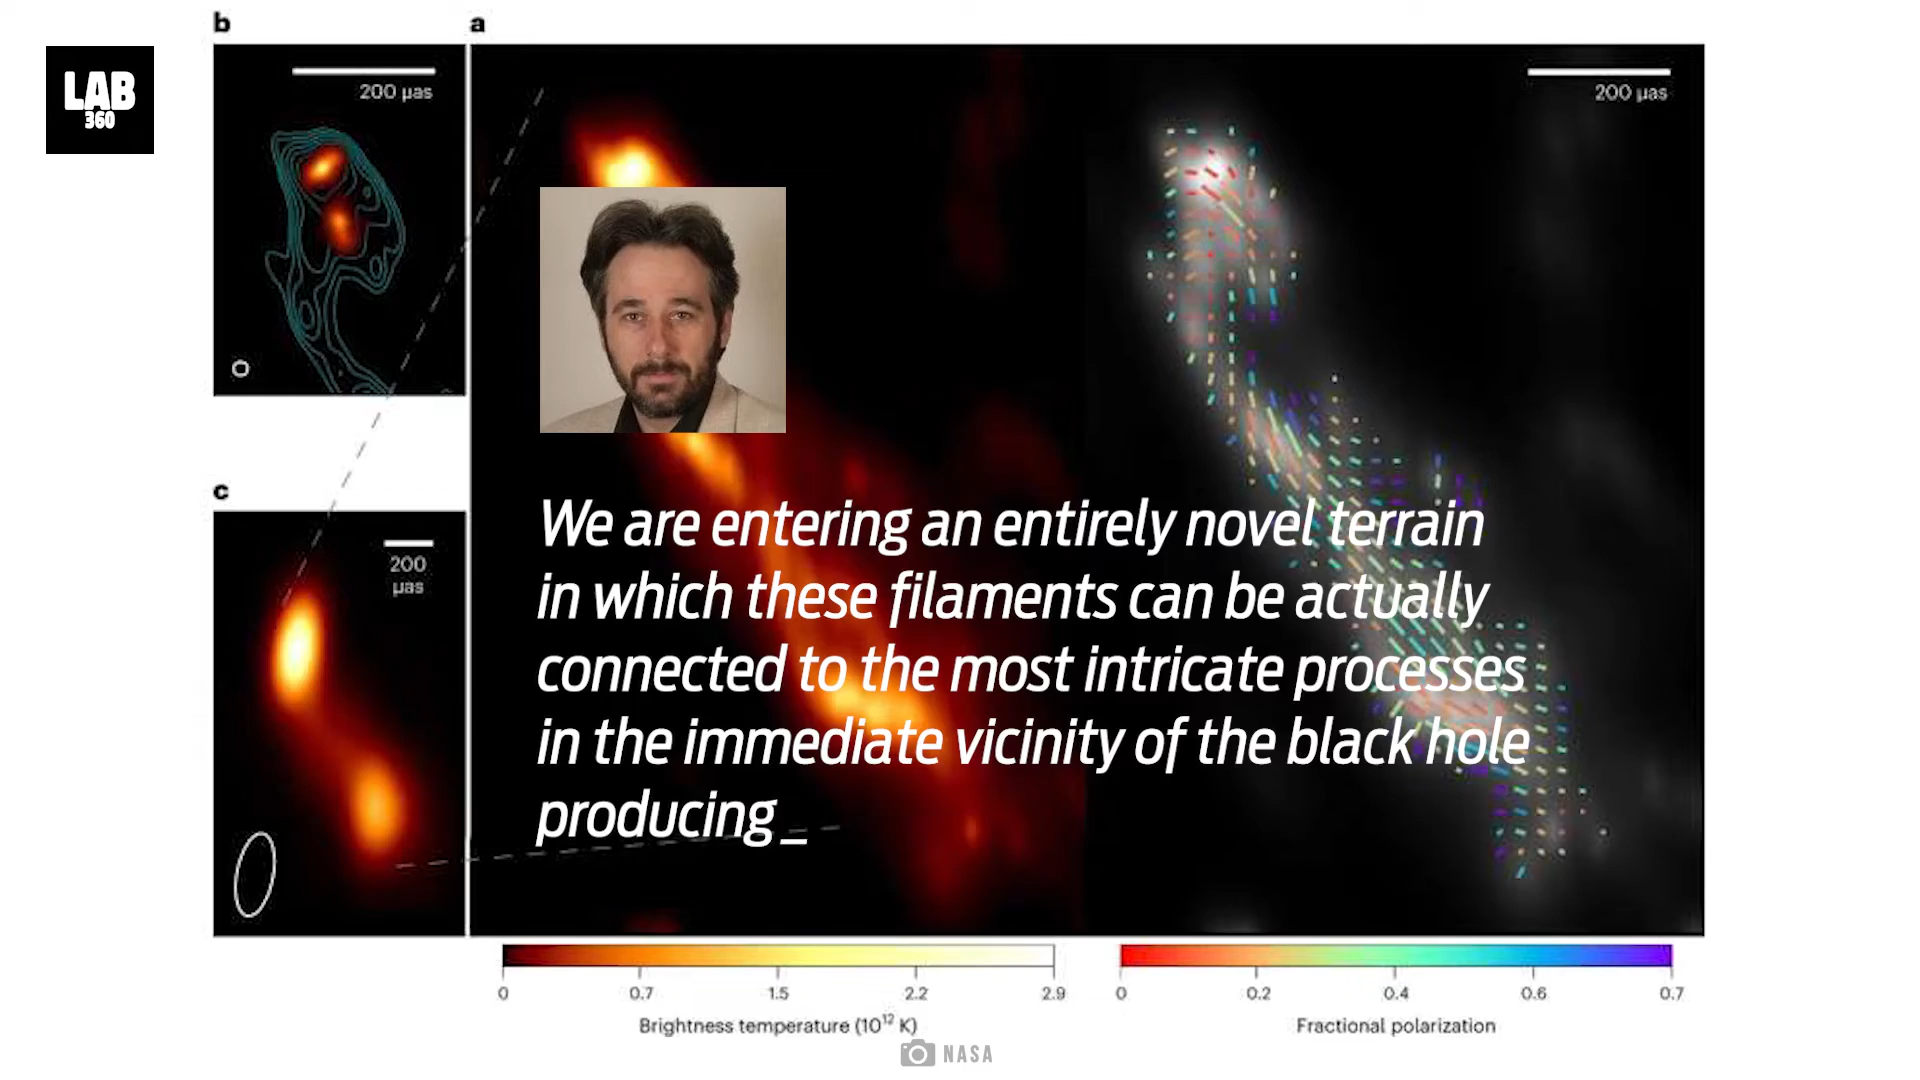 b
a
LAB
360
200 µas
200 µas
We are entering an entirely novel terrain
in which these filaments can be actually
connected to the most intricate processes
in the immediate vicinity of the black hole
producing_
c
200
µas
0
0.7
1.5
2.2
2.9
0
0.2
0.4
0.6
0.7
Brightness temperature (10¹² K)
Fractional polarization
NASA